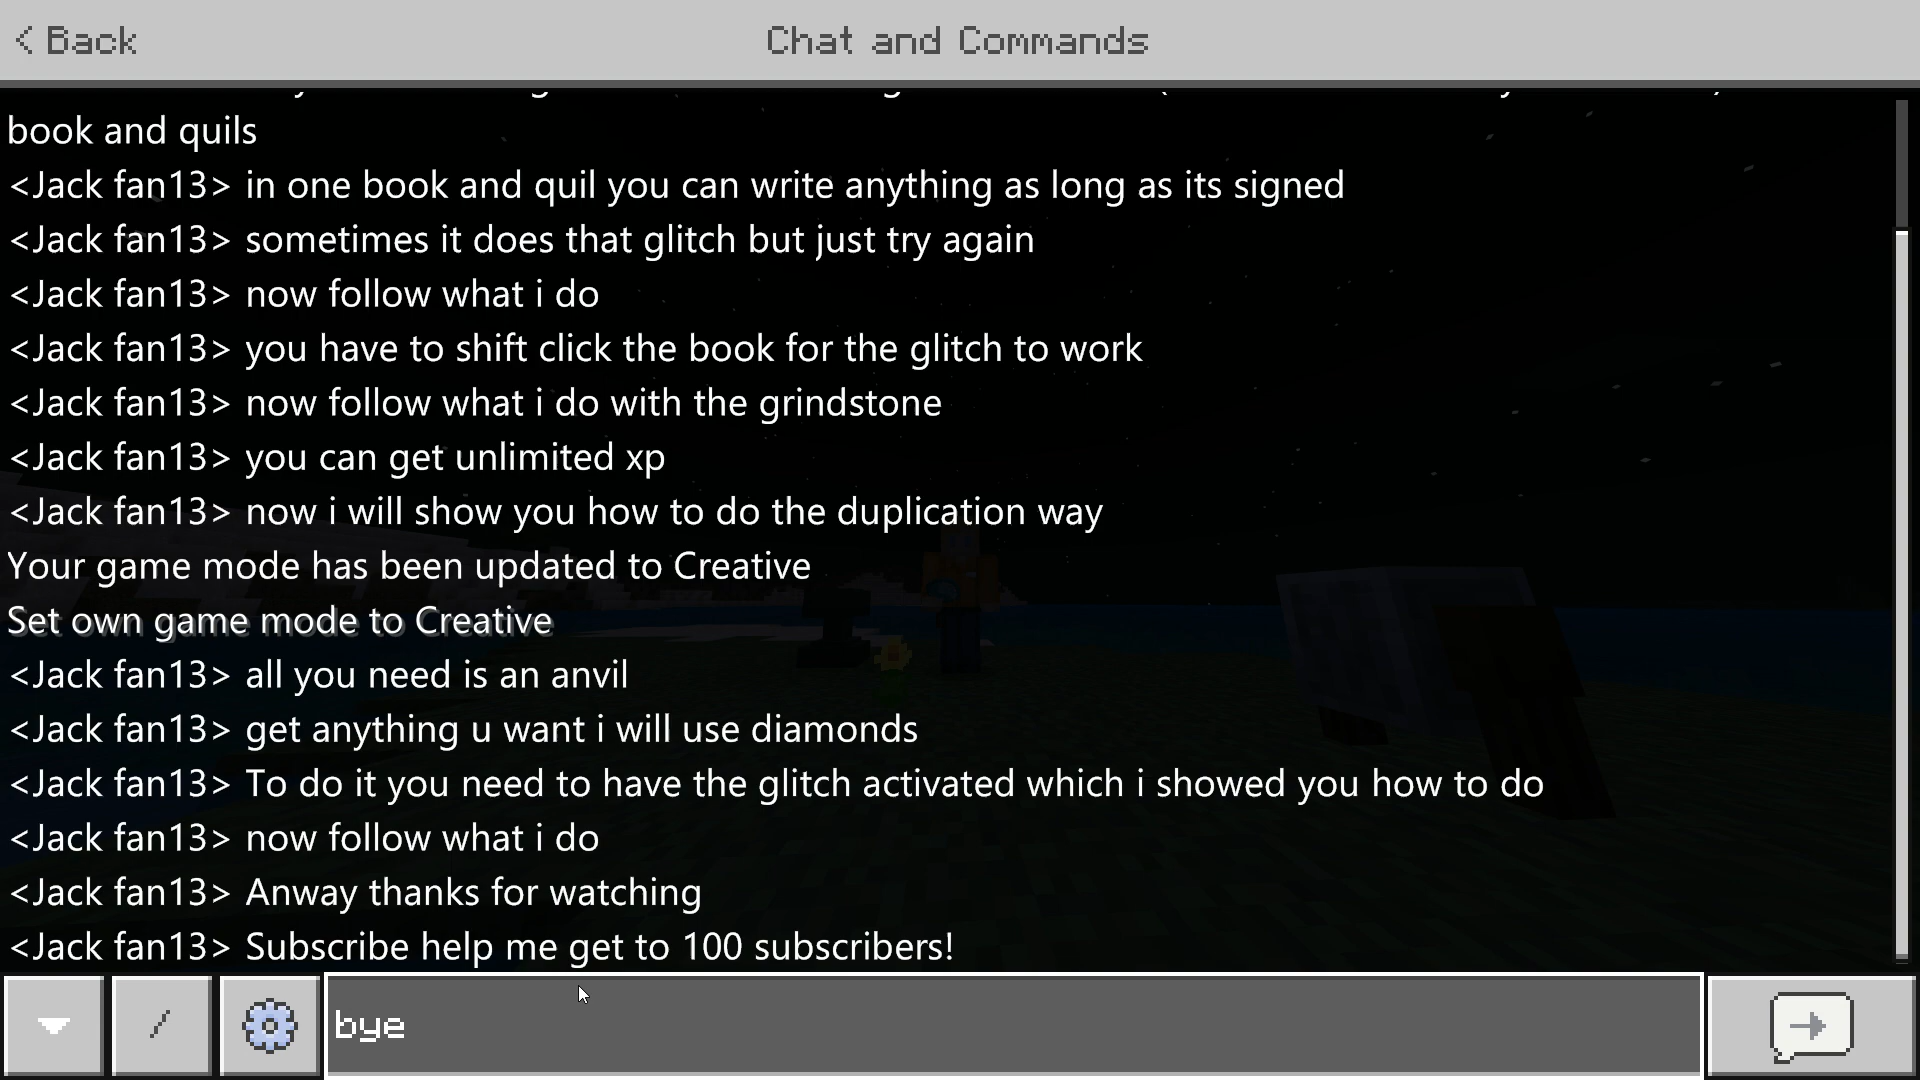 < Back
Chat and Commands
book and quils
<Jack fan13> in one book and quil you can write anything as long as its signed
<Jack fan13> sometimes it does that glitch but just try again
<Jack fan13> now follow what i do
<Jack fan13> you have to shift click the book for the glitch to work
<Jack fan13> now follow what i do with the grindstone
<Jack fan13> you can get unlimited xp
<Jack fan13> now i will show you how to do the duplication way
Your game mode has been updated to Creative
Set own game mode to Creative
<Jack fan13> all you need is an anvil
<Jack fan13> get anything u want i will use diamonds
<Jack fan13> To do it you need to have the glitch activated which i showed you how to do
<Jack fan13> now follow what i do
<Jack fan13> Anway thanks for watching
<Jack fan13> Subscribe help me get to 100 subscribers!
/
bye